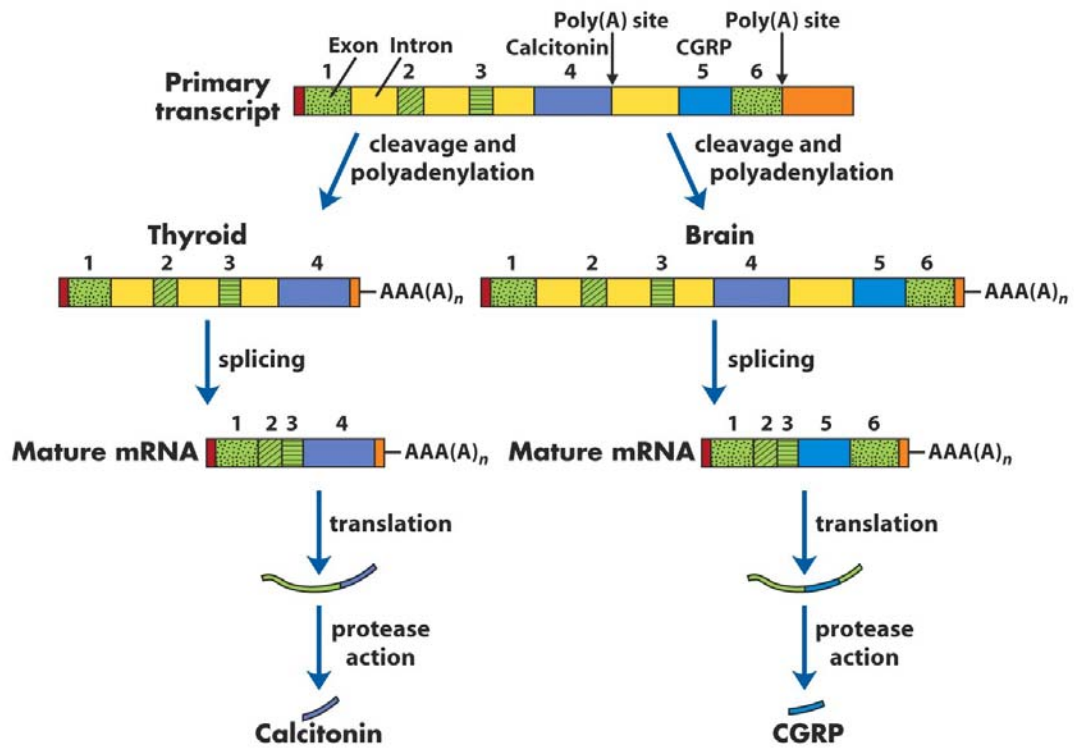 Poly(A) site
Poly(A) site
Calcitonin
CGRP
Exon
Intron
1 2 3 4 5 6
Primary
transcript
cleavage and
polyadenylation
cleavage and
polyadenylation
Thyroid
Brain
1 2 3 4
1 2 3 4 5 6
AAA(A)n
AAA(A)n
splicing
splicing
1 2 3 4
1 2 3 5 6
Mature mRNA
AAA(A)n
Mature mRNA
AAA(A)n
translation
translation
protease
action
protease
action
Calcitonin
CGRP